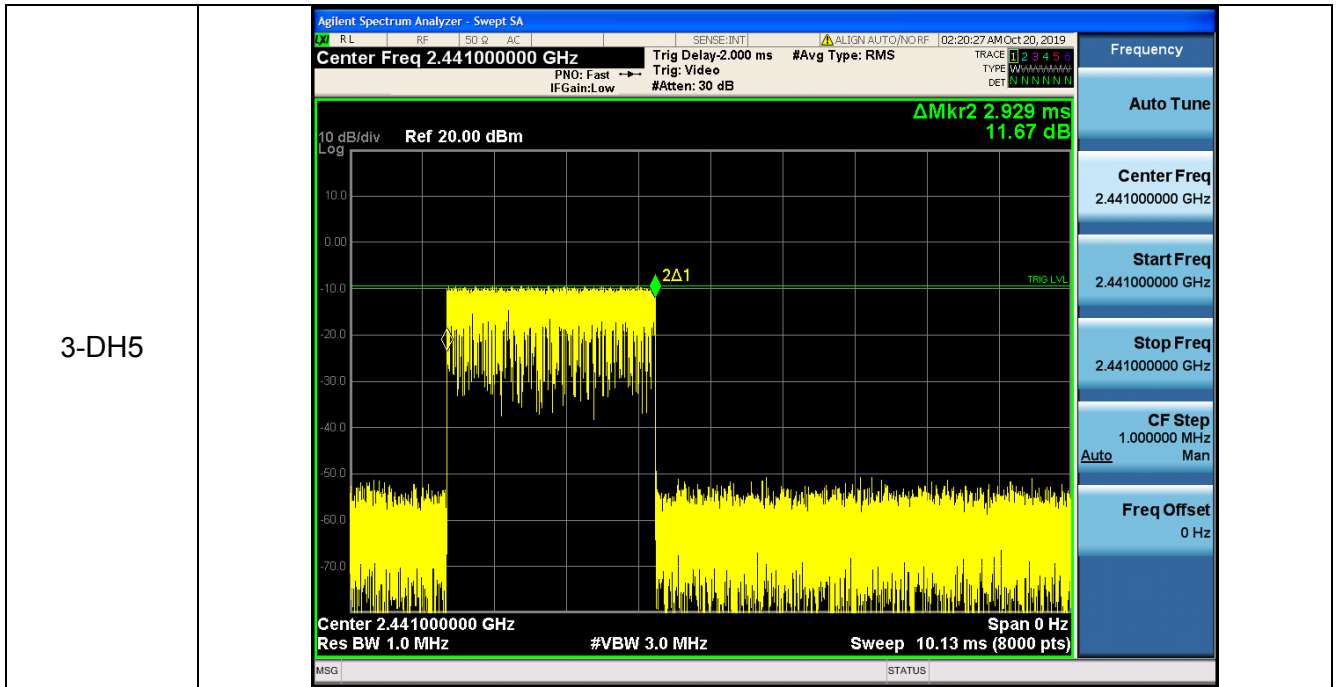 3-DH5
Agilent Spectrum Analyzer - Swept SA
LXI RL RF 50 Ω AC SENSE:INT ALIGN AUTO/NO RF 02:20:27 AM Oct 20, 2019
Center Freq 2.441000000 GHz
PNO: Fast
IFGain:Low
Trig Delay-2.000 ms
Trig: Video
#Atten: 30 dB
#Avg Type: RMS
TRACE 1 2 3 4 5 6
TYPE WWWWWW
DET N N N N N N
ΔMkr2 2.929 ms
11.67 dB
10 dB/div Ref 20.00 dBm
Log
10.0
0.00
-10.0
-20.0
-30.0
-40.0
-50.0
-60.0
-70.0
2Δ1
TRIG LVL
Center 2.441000000 GHz Span 0 Hz
Res BW 1.0 MHz #VBW 3.0 MHz Sweep 10.13 ms (8000 pts)
MSG STATUS
Frequency
Auto Tune
Center Freq
2.441000000 GHz
Start Freq
2.441000000 GHz
Stop Freq
2.441000000 GHz
CF Step
1.000000 MHz
Auto Man
Freq Offset
0 Hz